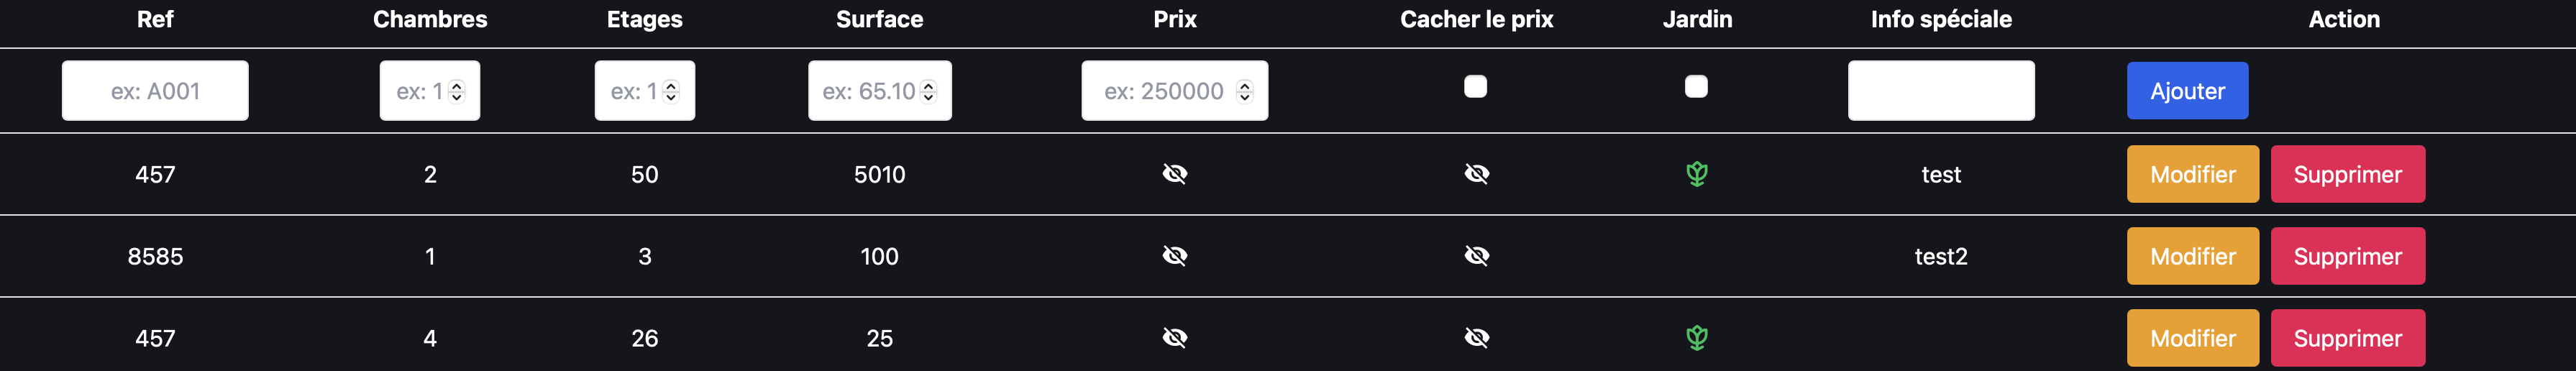 Ref Chambres Etages Surface Prix Cacher le prix Jardin Info spéciale Action
ex: A001 ex: 1 ex: 1 ex: 65.10 ex: 250000 Ajouter
457 2 50 5010 test Modifier Supprimer
8585 1 3 100 test2 Modifier Supprimer
457 4 26 25 Modifier Supprimer